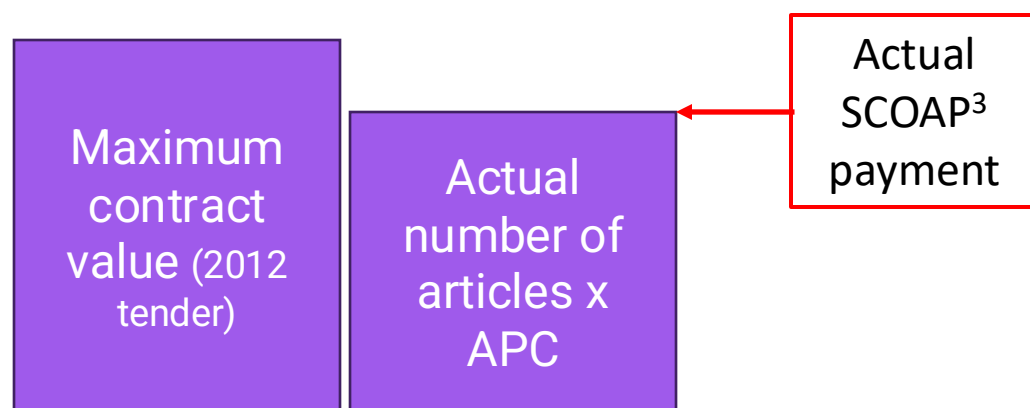 Maximum
contract
value (2012
tender)
Actual
number of
articles x
APC
Actual
SCOAP³
payment